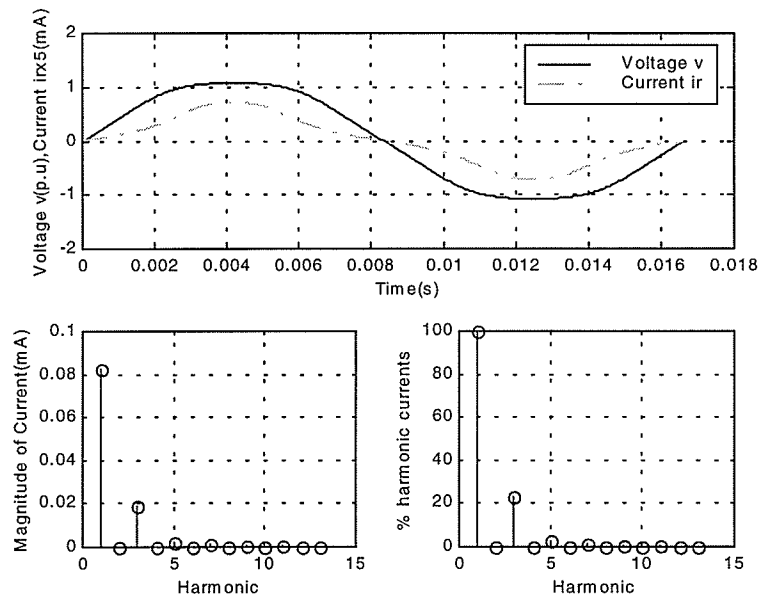 Voltage v(p.u),Current irx5(mA)
2
1
0
-1
-2
Voltage v
Current ir
0 0.002 0.004 0.006 0.008 0.01 0.012 0.014 0.016 0.018
Time(s)
Magnitude of Current(mA)
0.1
0.08
0.06
0.04
0.02
0
0 5 10 15
Harmonic
% harmonic currents
100
80
60
40
20
0
0 5 10 15
Harmonic